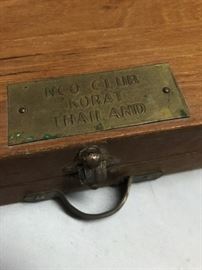 NCO CLUB
KORAT
THAILAND